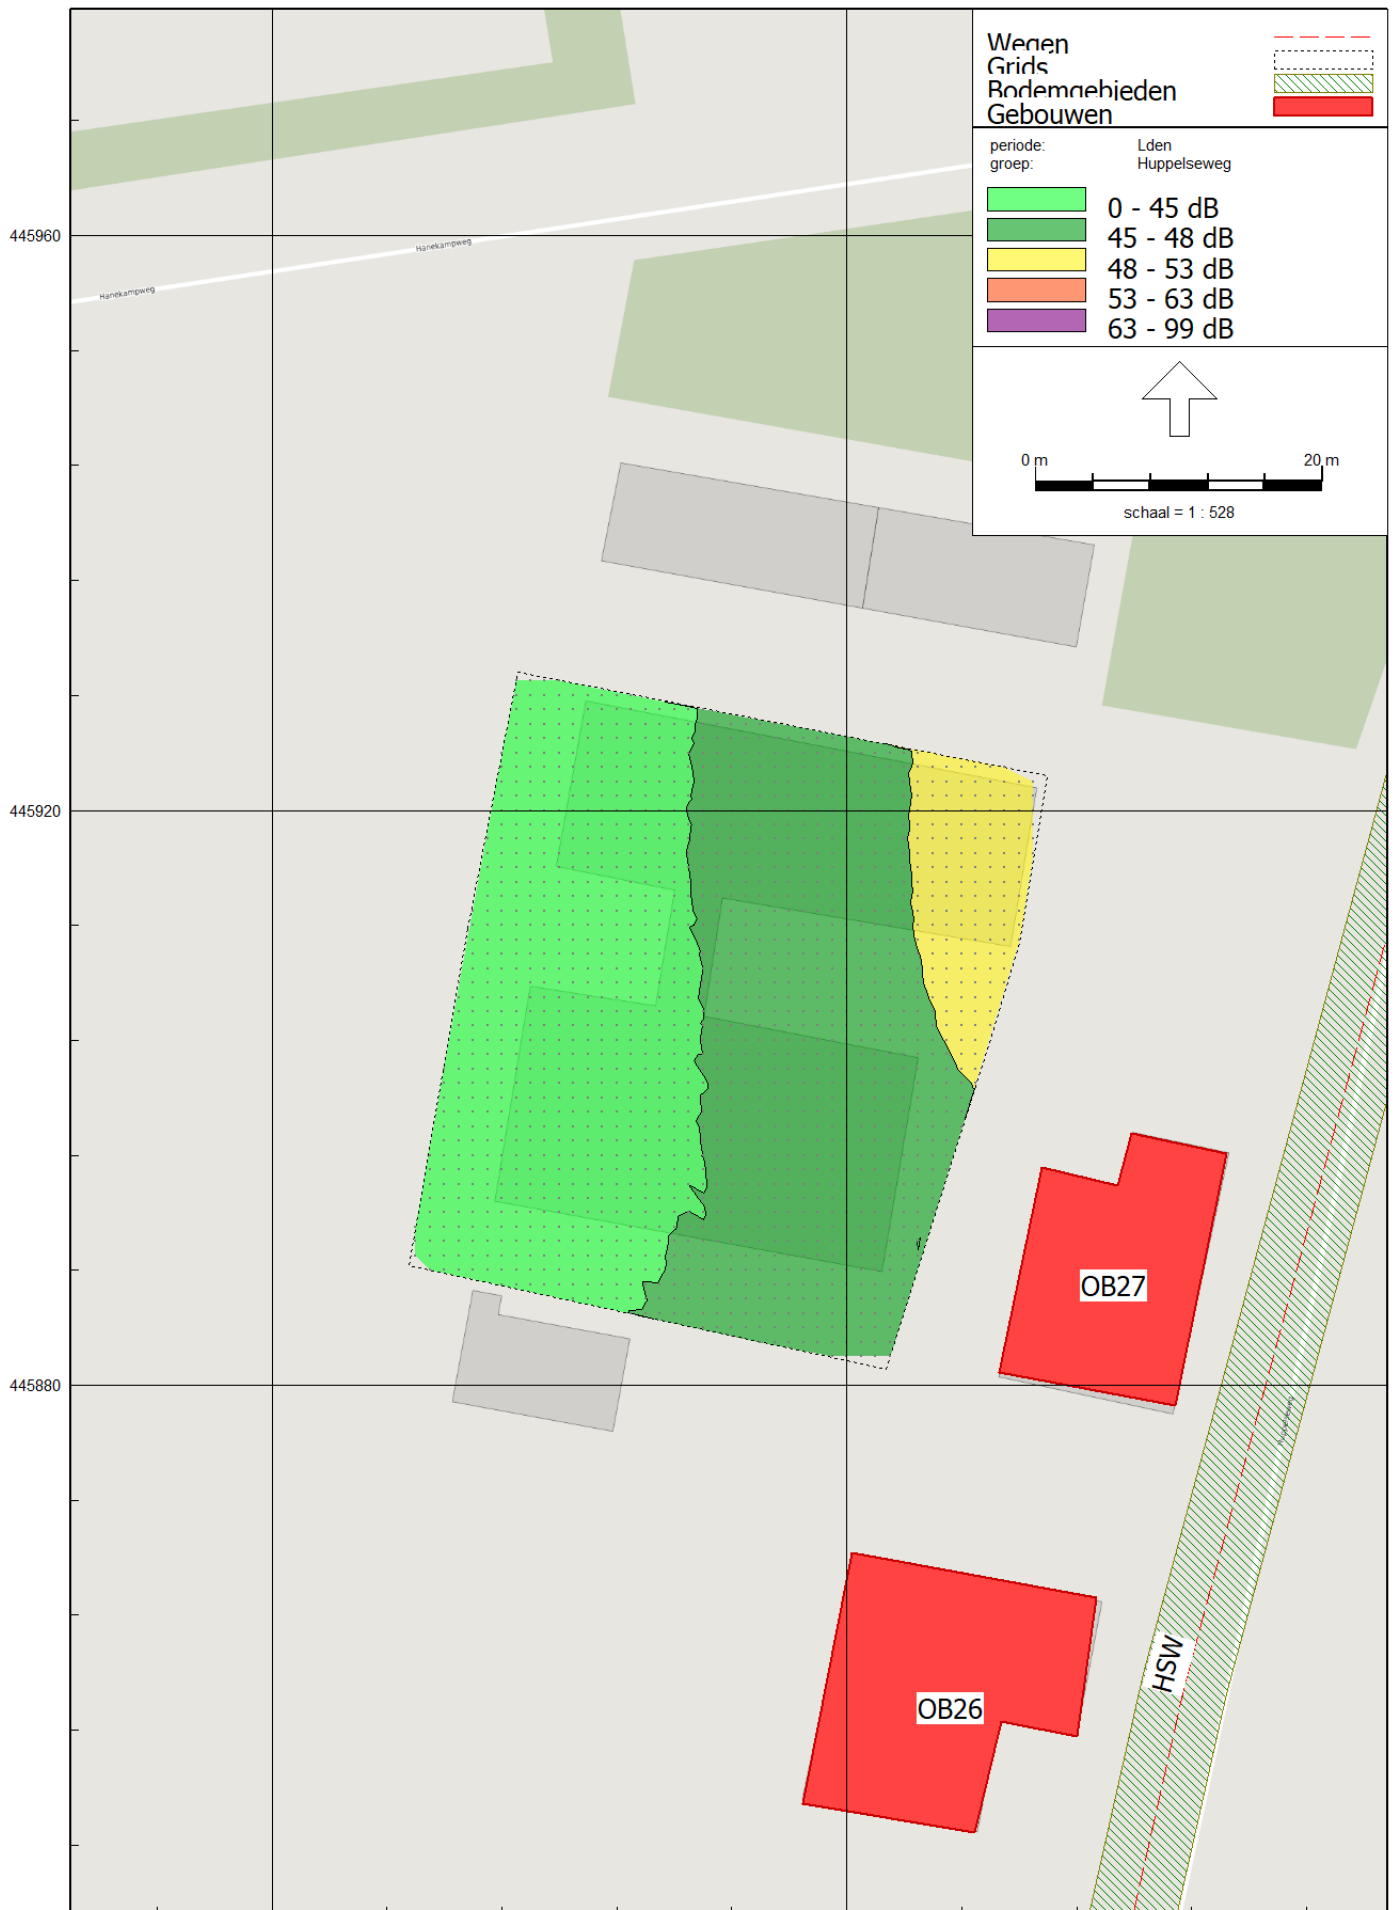 Wegen
Grids
Bodemgebieden
Gebouwen
periode: Lden
groep: Huppelseweg
0 - 45 dB
45 - 48 dB
48 - 53 dB
53 - 63 dB
63 - 99 dB
0 m 20 m
schaal = 1 : 528
445960
Hanekampweg
Hanekampweg
445920
OB27
445880
Huppelseweg
HSW
OB26